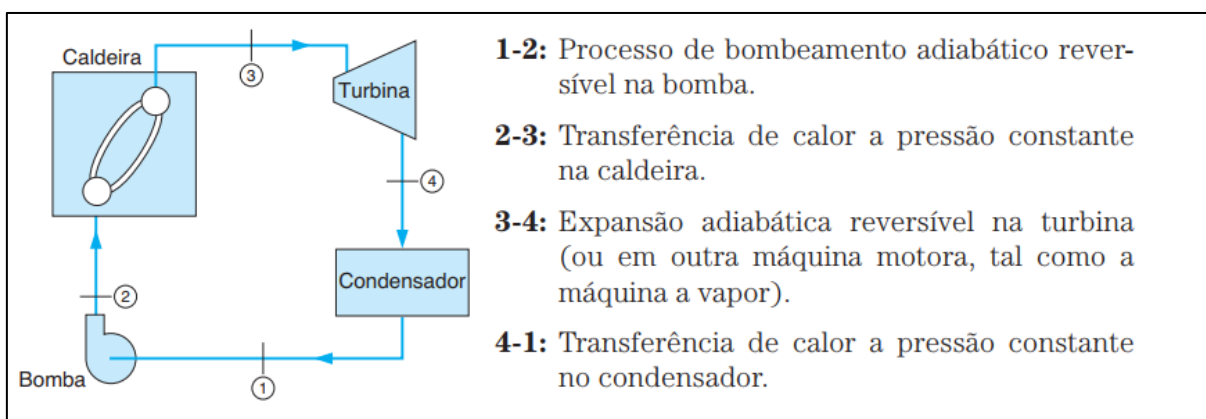 Caldeira
3
Turbina
4
Condensador
2
Bomba
1
1-2: Processo de bombeamento adiabático rever-
sível na bomba.
2-3: Transferência de calor a pressão constante
na caldeira.
3-4: Expansão adiabática reversível na turbina
(ou em outra máquina motora, tal como a
máquina a vapor).
4-1: Transferência de calor a pressão constante
no condensador.